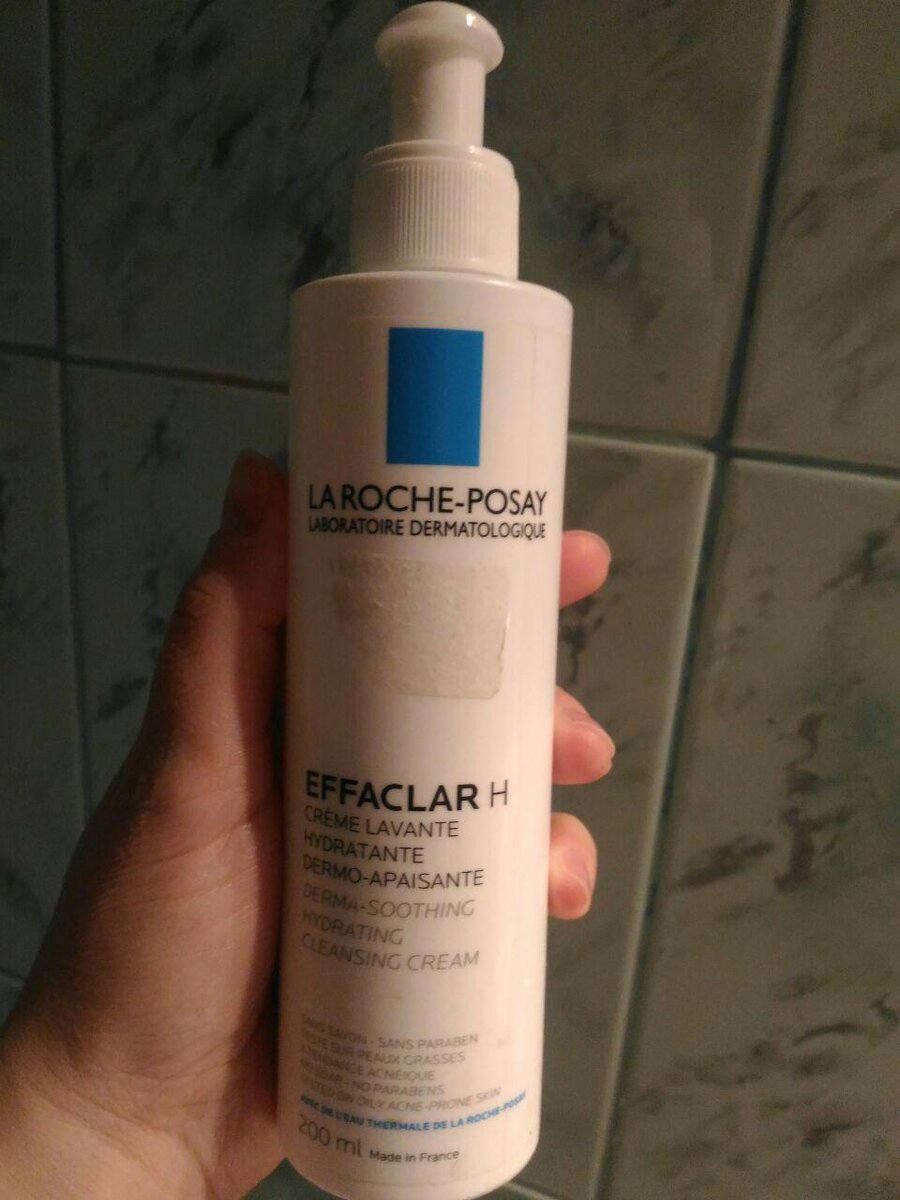 LA ROCHE-POSAY
LABORATOIRE DERMATOLOGIQUE
EFFACLAR H
CRÈME LAVANTE
HYDRATANTE
DERMO-APAISANTE
DERMA-SOOTHING
HYDRATING
CLEANSING CREAM
SANS SAVON - SANS PARABEN
TESTÉ SUR PEAUX GRASSES
À TENDANCE ACNÉIQUE
NO SOAP - NO PARABENS
TESTED ON OILY ACNE-PRONE SKIN
AVEC DE L'EAU THERMALE DE LA ROCHE-POSAY
200 ml Made in France